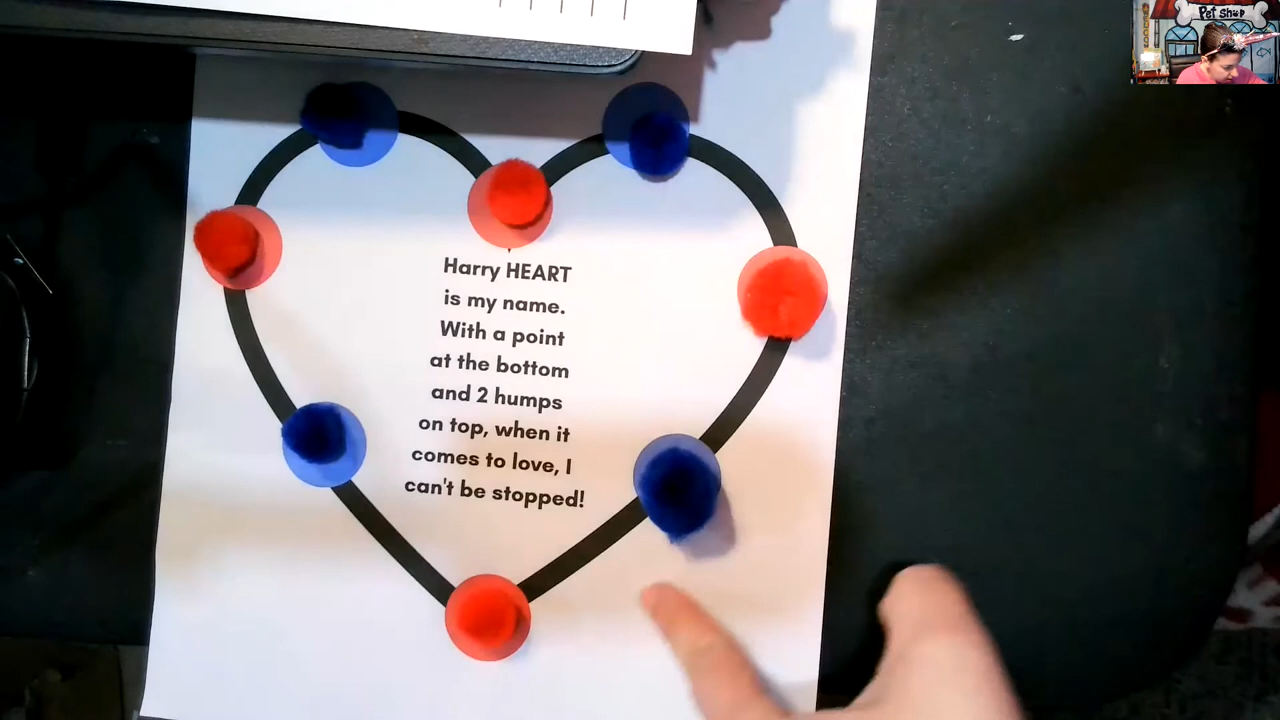 Pet Shop
Harry HEART
is my name.
With a point
at the bottom
and 2 humps
on top, when it
comes to love, I
can't be stopped!